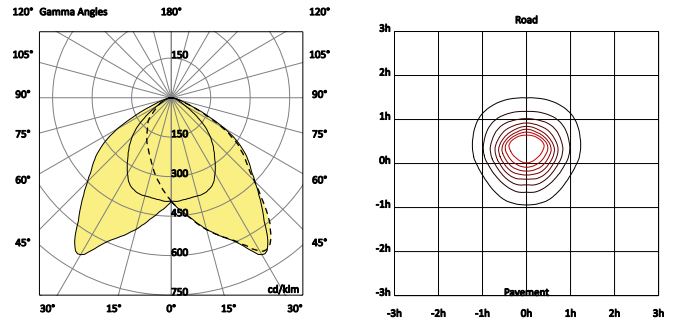 120° Gamma Angles 180° 120°
Road
3h
105° 150 105°
2h
90° 90°
1h
75° 150 75°
0h
60° 300 60°
-1h
450
45° 600 45°
-2h
750 cd/klm
Pavement
-3h
30° 15° 0° 15° 30°
-3h -2h -1h 0h 1h 2h 3h